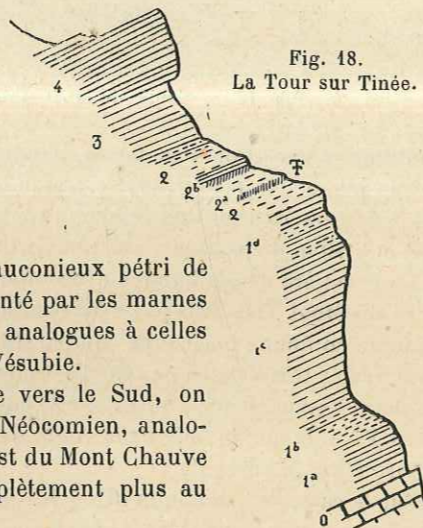 Fig. 18.
La Tour sur Tinée.
4
3
2
2b
2a
2
T
1d
1c
1b
1a
0
auconieux pétri de
nté par les marnes
analogues à celles
Vésubie.
e vers le Sud, on
Néocomien, analo-
st du Mont Chauve
plètement plus au